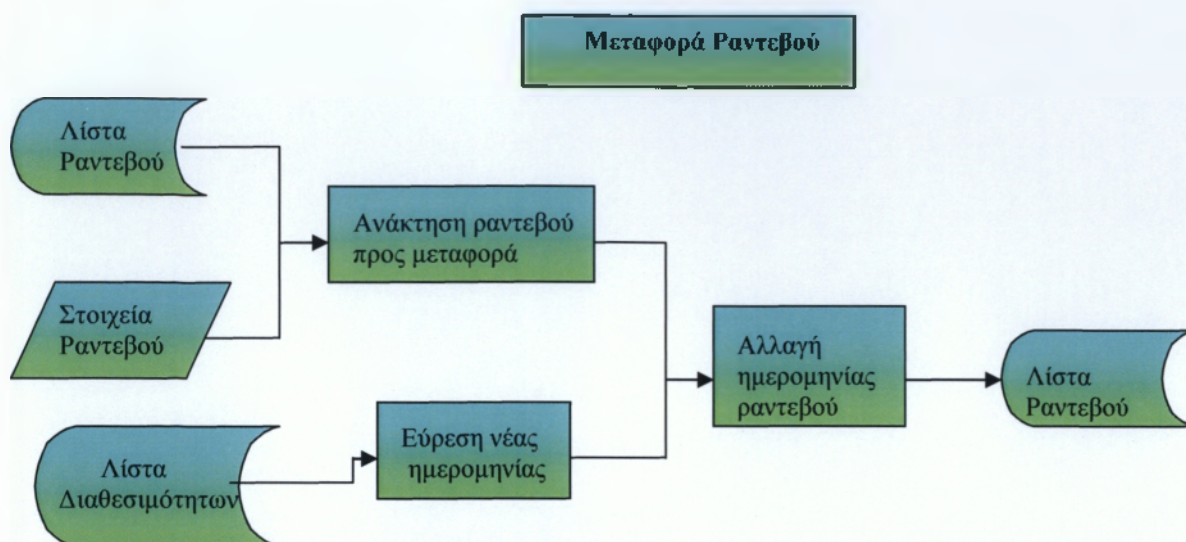 Μεταφορά Ραντεβού
Λίστα
Ραντεβού
Ανάκτηση ραντεβού
προς μεταφορά
Στοιχεία
Ραντεβού
Αλλαγή
ημερομηνίας
ραντεβού
Λίστα
Ραντεβού
Εύρεση νέας
ημερομηνίας
Λίστα
Διαθεσιμότητων